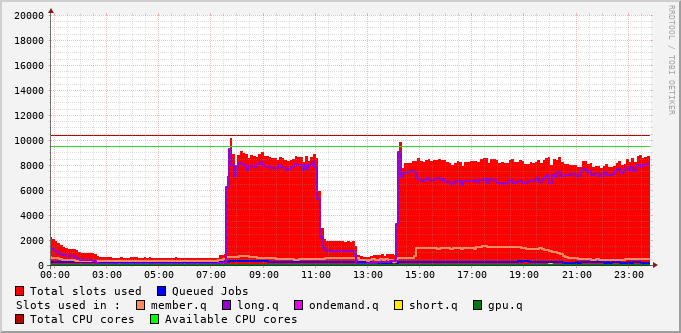 20000
18000
16000
14000
12000
10000
8000
6000
4000
2000
0
00:00 03:00 05:00 07:00 09:00 11:00 13:00 15:00 17:00 19:00 21:00 23:00
RRDTOOL / TOBI OETIKER
Total slots used Queued Jobs
Slots used in : member.q long.q ondemand.q short.q gpu.q
Total CPU cores Available CPU cores